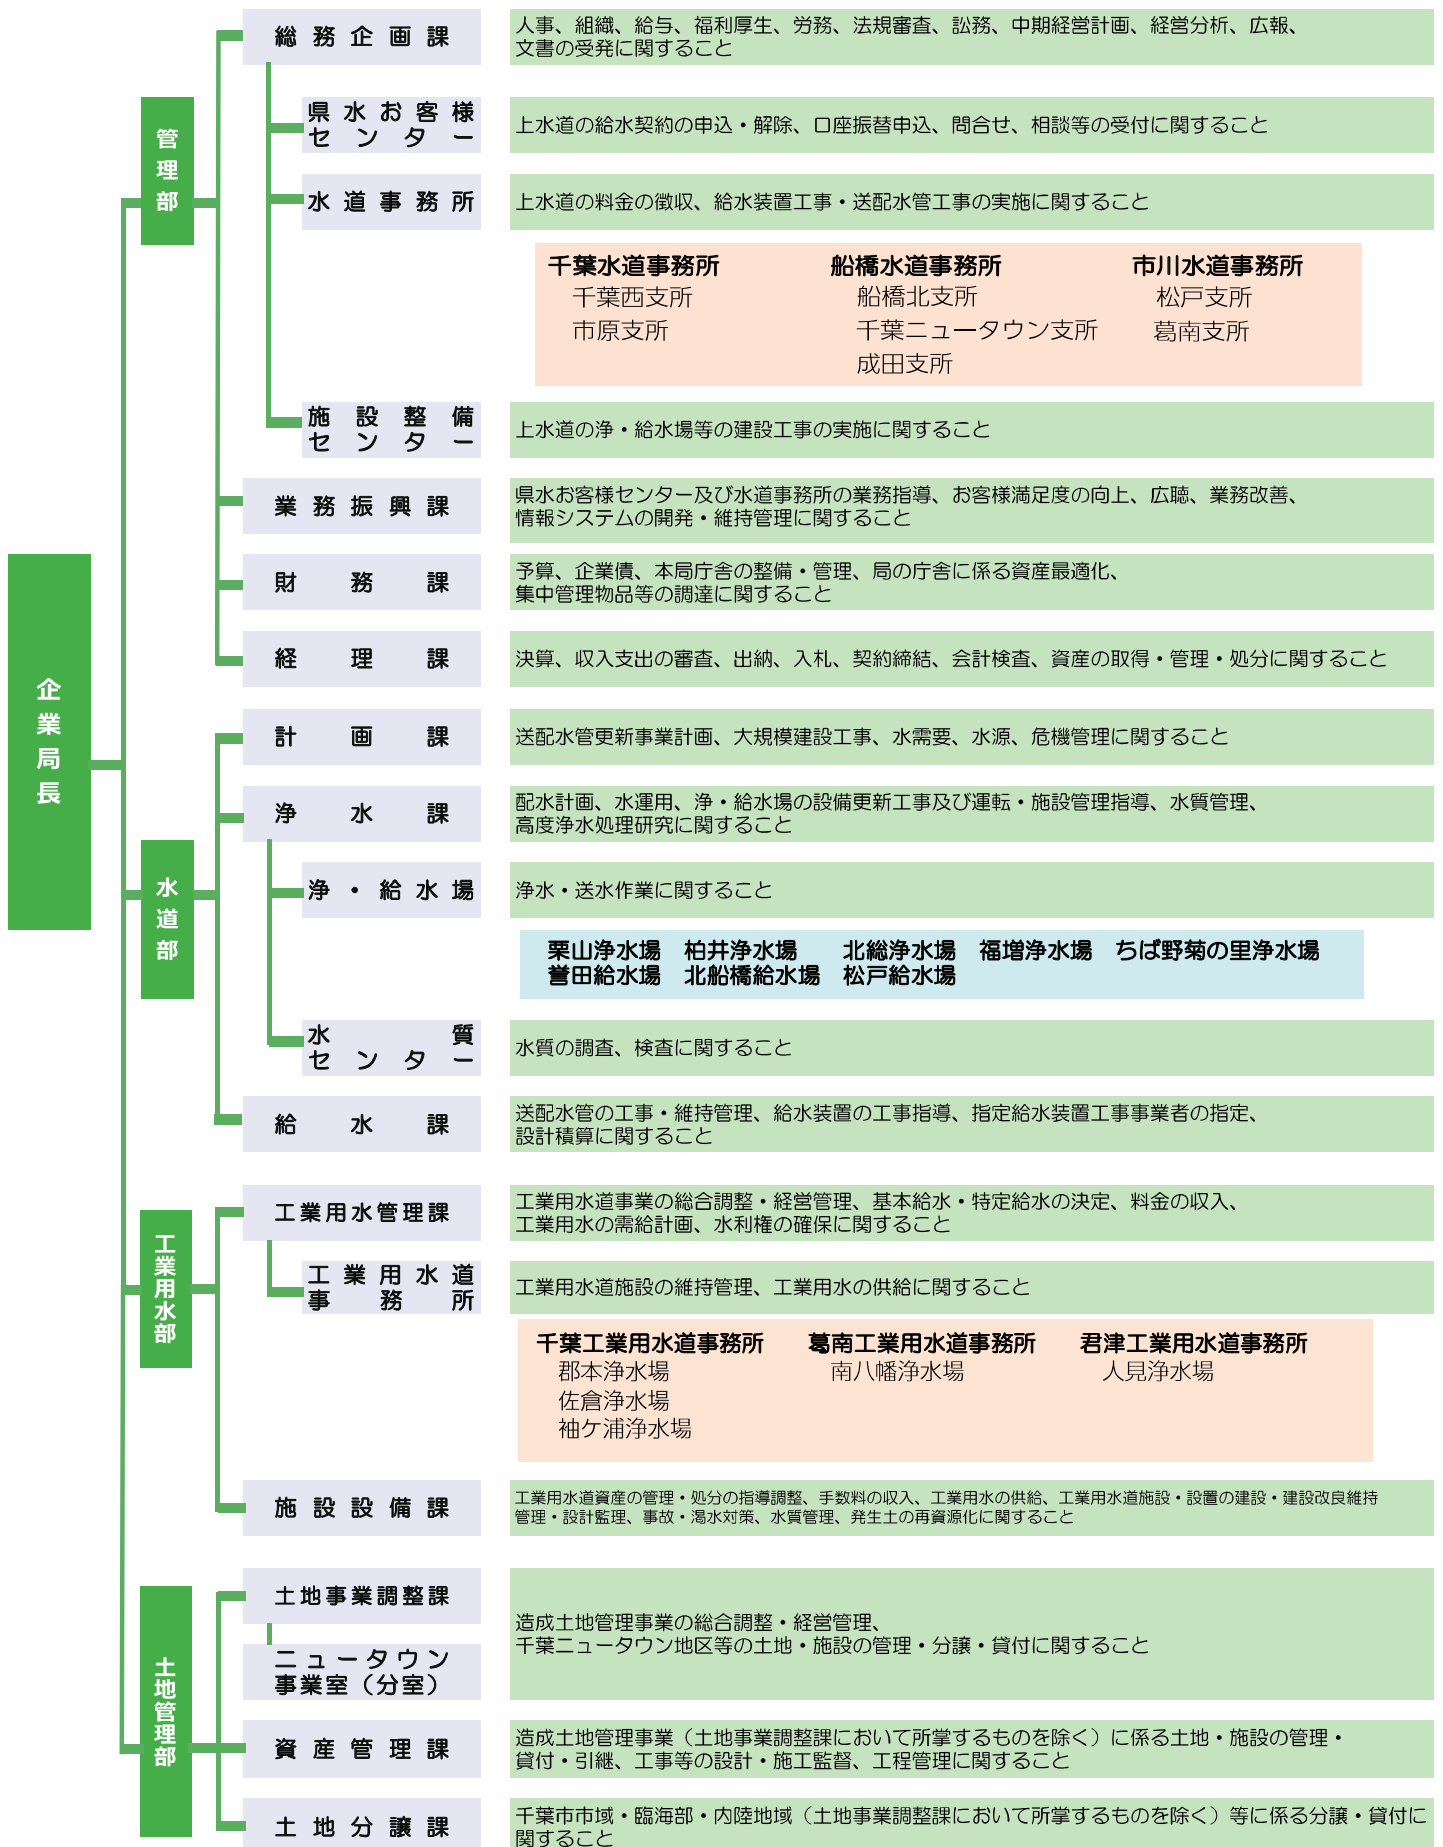 企業局長
管理部
総務企画課
人事、組織、給与、福利厚生、労務、法規審査、訟務、中期経営計画、経営分析、広報、
文書の受発に関すること
県水お客様
センター
上水道の給水契約の申込・解除、口座振替申込、問合せ、相談等の受付に関すること
水道事務所
上水道の料金の徴収、給水装置工事・送配水管工事の実施に関すること
千葉水道事務所
千葉西支所
市原支所
船橋水道事務所
船橋北支所
千葉ニュータウン支所
成田支所
市川水道事務所
松戸支所
葛南支所
施設整備
センター
上水道の浄・給水場等の建設工事の実施に関すること
業務振興課
県水お客様センター及び水道事務所の業務指導、お客様満足度の向上、広聴、業務改善、
情報システムの開発・維持管理に関すること
財務課
予算、企業債、本局庁舎の整備・管理、局の庁舎に係る資産最適化、
集中管理物品等の調達に関すること
経理課
決算、収入支出の審査、出納、入札、契約締結、会計検査、資産の取得・管理・処分に関すること
水道部
計画課
送配水管更新事業計画、大規模建設工事、水需要、水源、危機管理に関すること
浄水課
配水計画、水運用、浄・給水場の設備更新工事及び運転・施設管理指導、水質管理、
高度浄水処理研究に関すること
浄・給水場
浄水・送水作業に関すること
栗山浄水場 柏井浄水場 北総浄水場 福増浄水場 ちば野菊の里浄水場
誉田給水場 北船橋給水場 松戸給水場
水質
センター
水質の調査、検査に関すること
給水課
送配水管の工事・維持管理、給水装置の工事指導、指定給水装置工事事業者の指定、
設計積算に関すること
工業用水部
工業用水管理課
工業用水道事業の総合調整・経営管理、基本給水・特定給水の決定、料金の収入、
工業用水の需給計画、水利権の確保に関すること
工業用水道
事務所
工業用水道施設の維持管理、工業用水の供給に関すること
千葉工業用水道事務所
郡本浄水場
佐倉浄水場
袖ケ浦浄水場
葛南工業用水道事務所
南八幡浄水場
君津工業用水道事務所
人見浄水場
施設設備課
工業用水道資産の管理・処分の指導調整、手数料の収入、工業用水の供給、工業用水道施設・設置の建設・建設改良維持
管理・設計監理、事故・渇水対策、水質管理、発生土の再資源化に関すること
土地管理部
土地事業調整課
ニュータウン
事業室（分室）
造成土地管理事業の総合調整・経営管理、
千葉ニュータウン地区等の土地・施設の管理・分譲・貸付に関すること
資産管理課
造成土地管理事業（土地事業調整課において所掌するものを除く）に係る土地・施設の管理・
貸付・引継、工事等の設計・施工監督、工程管理に関すること
土地分譲課
千葉市市域・臨海部・内陸地域（土地事業調整課において所掌するものを除く）等に係る分譲・貸付に
関すること